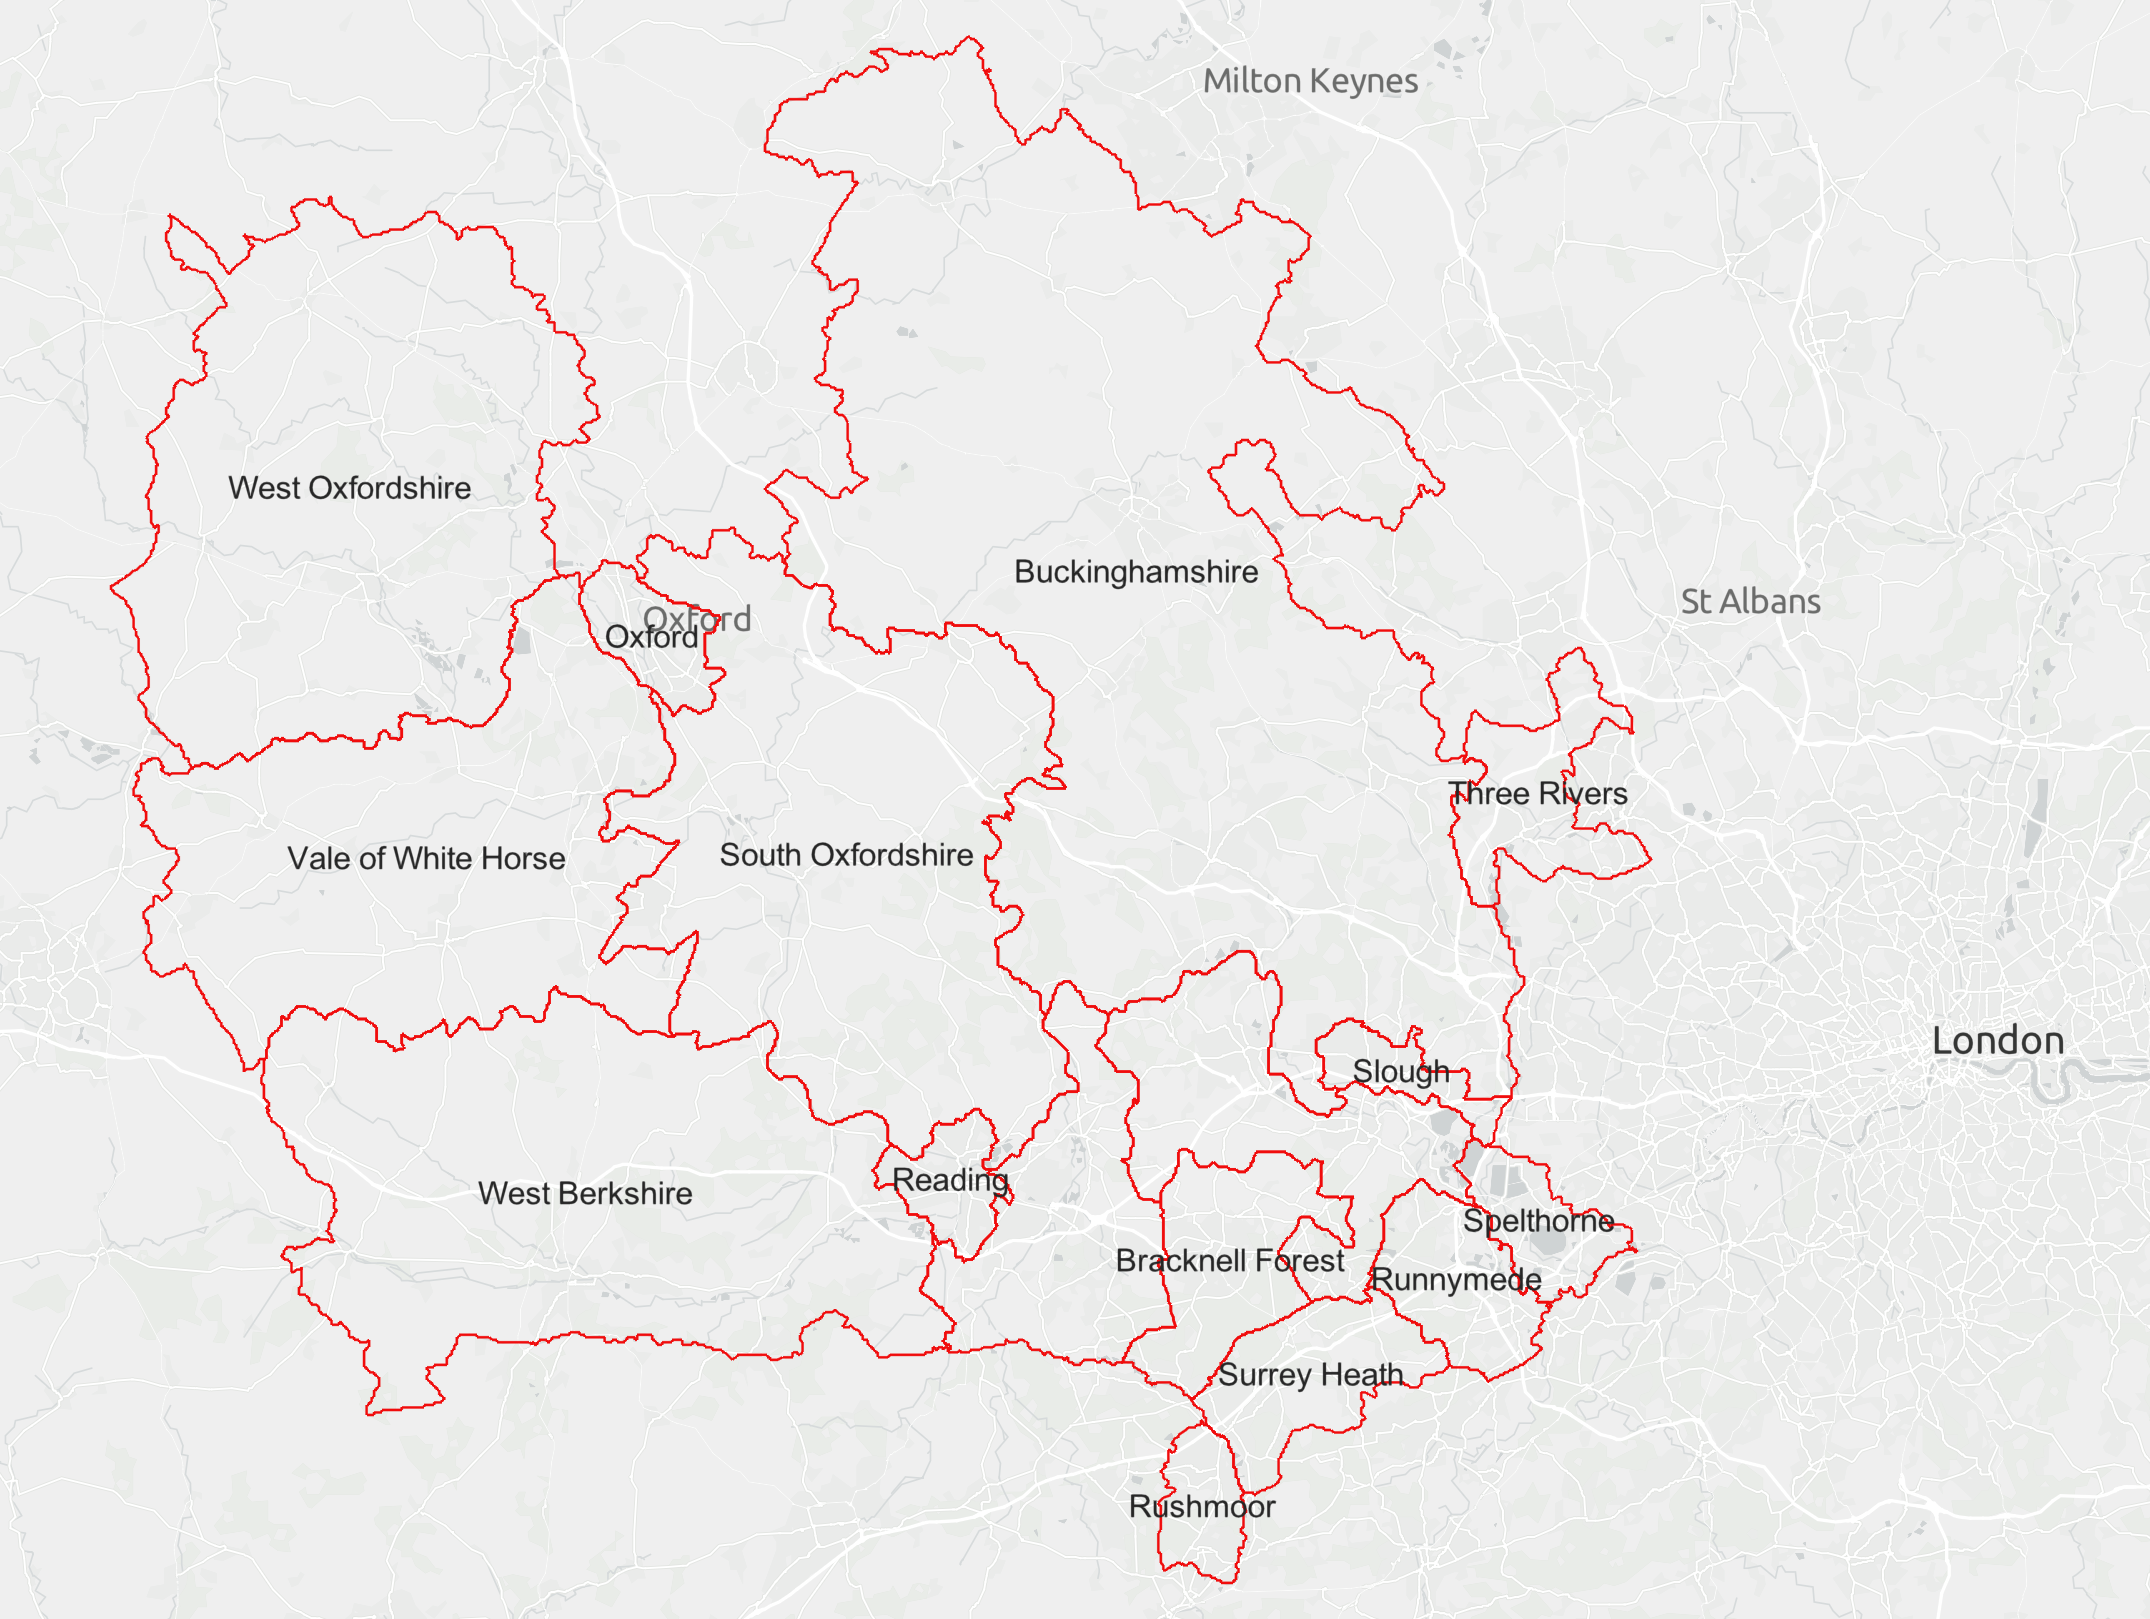 Milton Keynes
West Oxfordshire
Buckinghamshire
St Albans
Oxford
Oxford
Three Rivers
Vale of White Horse
South Oxfordshire
London
Slough
Reading
West Berkshire
Spelthorne
Bracknell Forest
Runnymede
Surrey Heath
Rushmoor